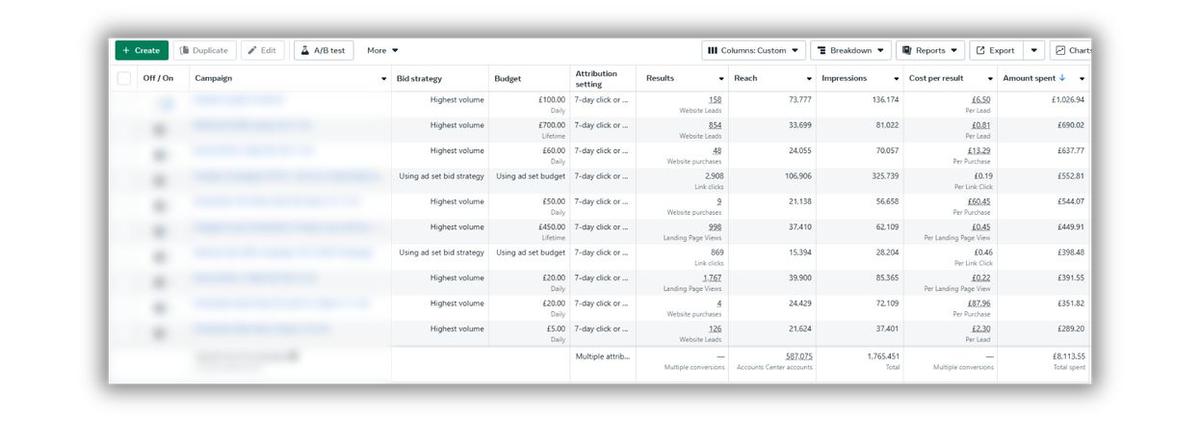 + Create Duplicate Edit A/B test More Columns: Custom Breakdown Reports Export Charts
Off / On Campaign Bid strategy Budget Attribution setting Results Reach Impressions Cost per result Amount spent
Highest volume £100.00 7-day click or ... 158 73,777 136,174 £6.50 £1,026.94
Daily Website Leads Per Lead
Highest volume £700.00 7-day click or ... 854 33,699 81,022 £0.81 £690.02
Lifetime Website Leads Per Lead
Highest volume £60.00 7-day click or ... 48 24,055 70,057 £13.29 £637.77
Daily Website purchases Per Purchase
Using ad set bid strategy Using ad set budget 7-day click or ... 2,908 106,906 325,739 £0.19 £552.81
Link clicks Per Link Click
Highest volume £50.00 7-day click or ... 9 21,138 56,658 £60.45 £544.07
Daily Website purchases Per Purchase
Highest volume £450.00 7-day click or ... 998 37,410 62,109 £0.45 £449.91
Lifetime Landing Page Views Per Landing Page View
Using ad set bid strategy Using ad set budget 7-day click or ... 869 15,394 28,204 £0.46 £398.48
Link clicks Per Link Click
Highest volume £20.00 7-day click or ... 1,767 39,900 85,365 £0.22 £391.55
Daily Landing Page Views Per Landing Page View
Highest volume £20.00 7-day click or ... 4 24,429 72,109 £87.96 £351.82
Daily Website purchases Per Purchase
Highest volume £5.00 7-day click or ... 126 21,624 37,401 £2.30 £289.20
Daily Website Leads Per Lead
Multiple attrib... — 587,075 1,765,451 — £8,113.55
Multiple conversions Accounts Center accounts Total Multiple conversions Total spent